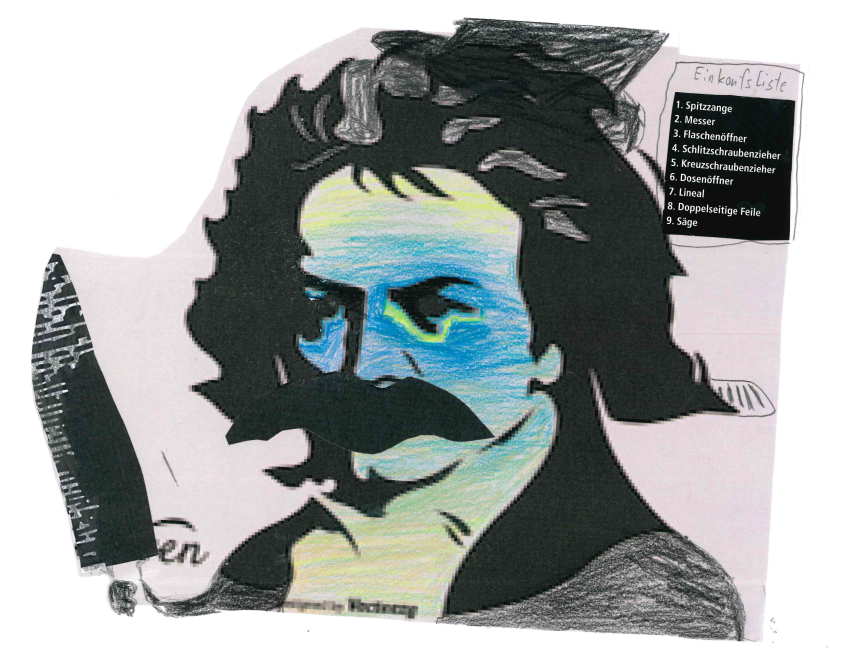 Einkaufsliste
1. Spitzzange
2. Messer
3. Flaschenöffner
4. Schlitzschraubenzieher
5. Kreuzschraubenzieher
6. Dosenöffner
7. Lineal
8. Doppelseitige Feile
9. Säge
en